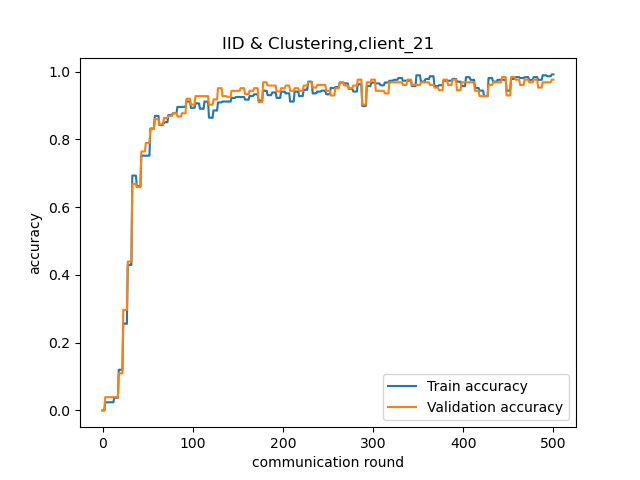 IID & Clustering,client_21
accuracy
1.0
0.8
0.6
0.4
0.2
0.0
0 100 200 300 400 500
communication round
Train accuracy
Validation accuracy